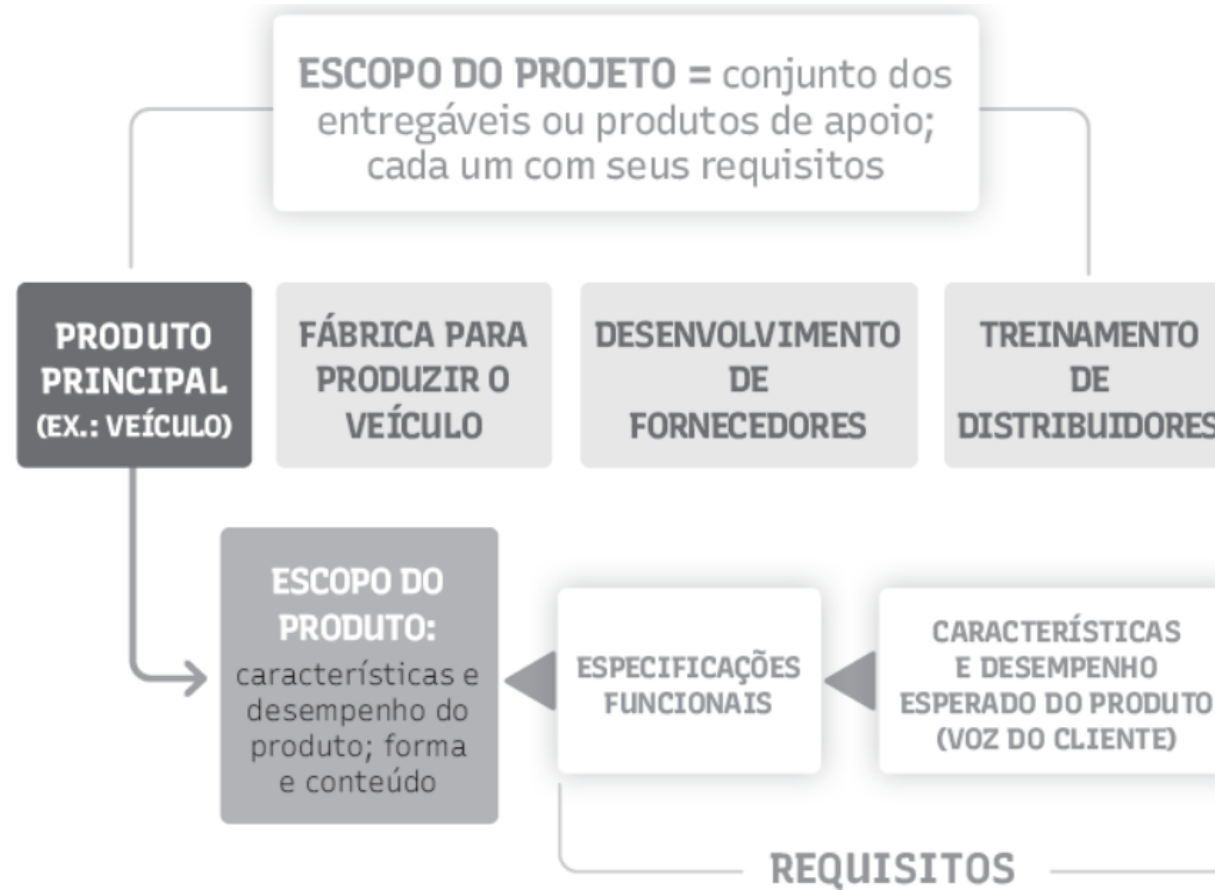 ESCOPO DO PROJETO = conjunto dos
entregáveis ou produtos de apoio;
cada um com seus requisitos
PRODUTO
PRINCIPAL
(EX.: VEÍCULO)
FÁBRICA PARA
PRODUZIR O
VEÍCULO
DESENVOLVIMENTO
DE
FORNECEDORES
TREINAMENTO
DE
DISTRIBUIDORES
ESCOPO DO
PRODUTO:
características e
desempenho do
produto; forma
e conteúdo
ESPECIFICAÇÕES
FUNCIONAIS
CARACTERÍSTICAS
E DESEMPENHO
ESPERADO DO PRODUTO
(VOZ DO CLIENTE)
REQUISITOS